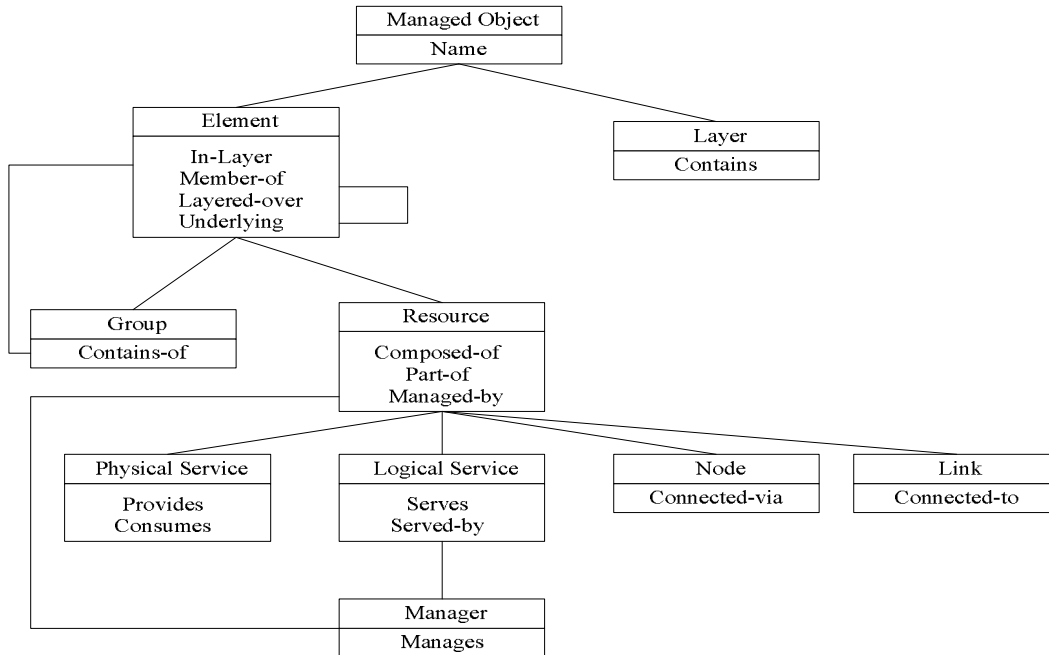 Managed Object
Name
Element
In-Layer
Member-of
Layered-over
Underlying
Layer
Contains
Group
Contains-of
Resource
Composed-of
Part-of
Managed-by
Physical Service
Provides
Consumes
Logical Service
Serves
Served-by
Node
Connected-via
Link
Connected-to
Manager
Manages